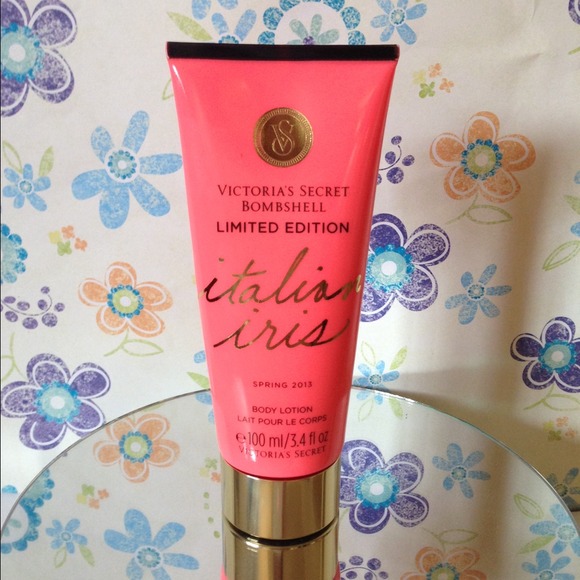 VS
VICTORIA'S SECRET
BOMBSHELL
LIMITED EDITION
italian
iris
SPRING 2013
BODY LOTION
LAIT POUR LE CORPS
℮100 ml/3.4 fl oz
VICTORIA'S SECRET